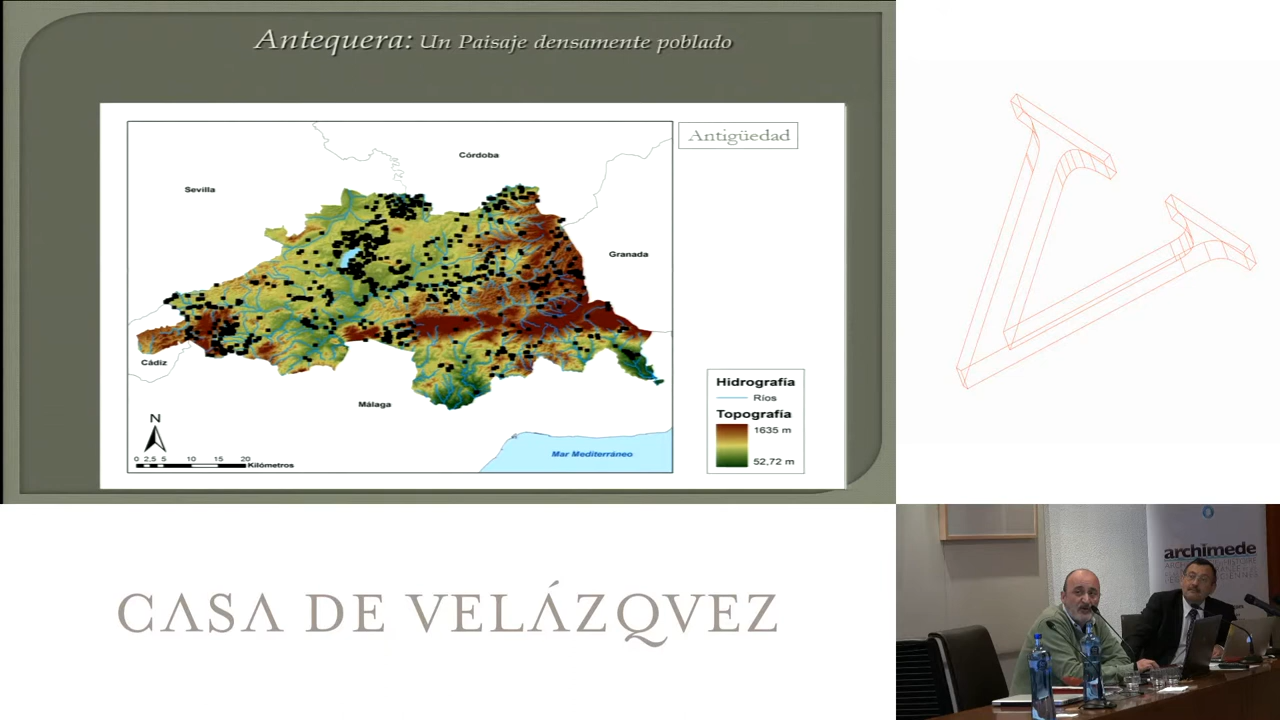 Antequera: Un Paisaje densamente poblado
Antigüedad
Córdoba
Sevilla
Granada
Cádiz
Málaga
N
0 2,5 5 10 15 20
Kilómetros
Mar Mediterráneo
Hidrografía
Ríos
Topografía
1635 m
52,72 m
CASA DE VELÁZQVEZ
archimede